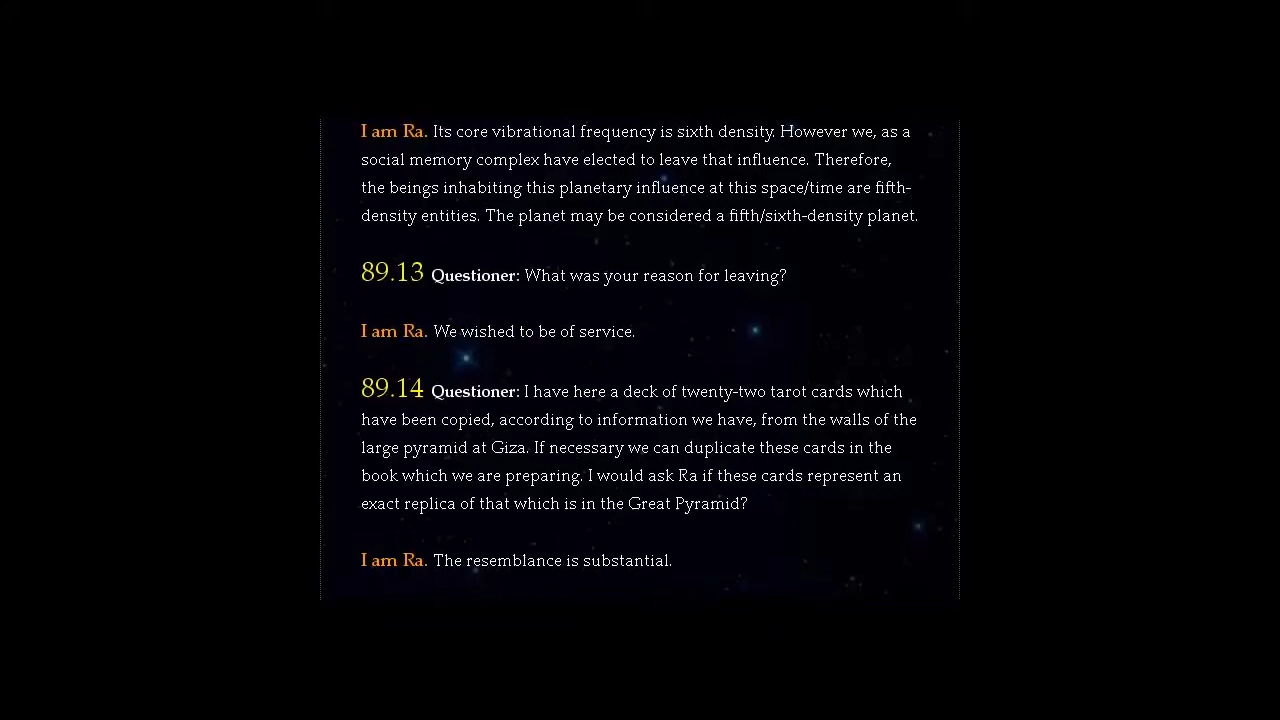 I am Ra. Its core vibrational frequency is sixth density. However we, as a
social memory complex have elected to leave that influence. Therefore,
the beings inhabiting this planetary influence at this space/time are fifth-
density entities. The planet may be considered a fifth/sixth-density planet.
89.13 Questioner: What was your reason for leaving?
I am Ra. We wished to be of service.
89.14 Questioner: I have here a deck of twenty-two tarot cards which
have been copied, according to information we have, from the walls of the
large pyramid at Giza. If necessary we can duplicate these cards in the
book which we are preparing. I would ask Ra if these cards represent an
exact replica of that which is in the Great Pyramid?
I am Ra. The resemblance is substantial.